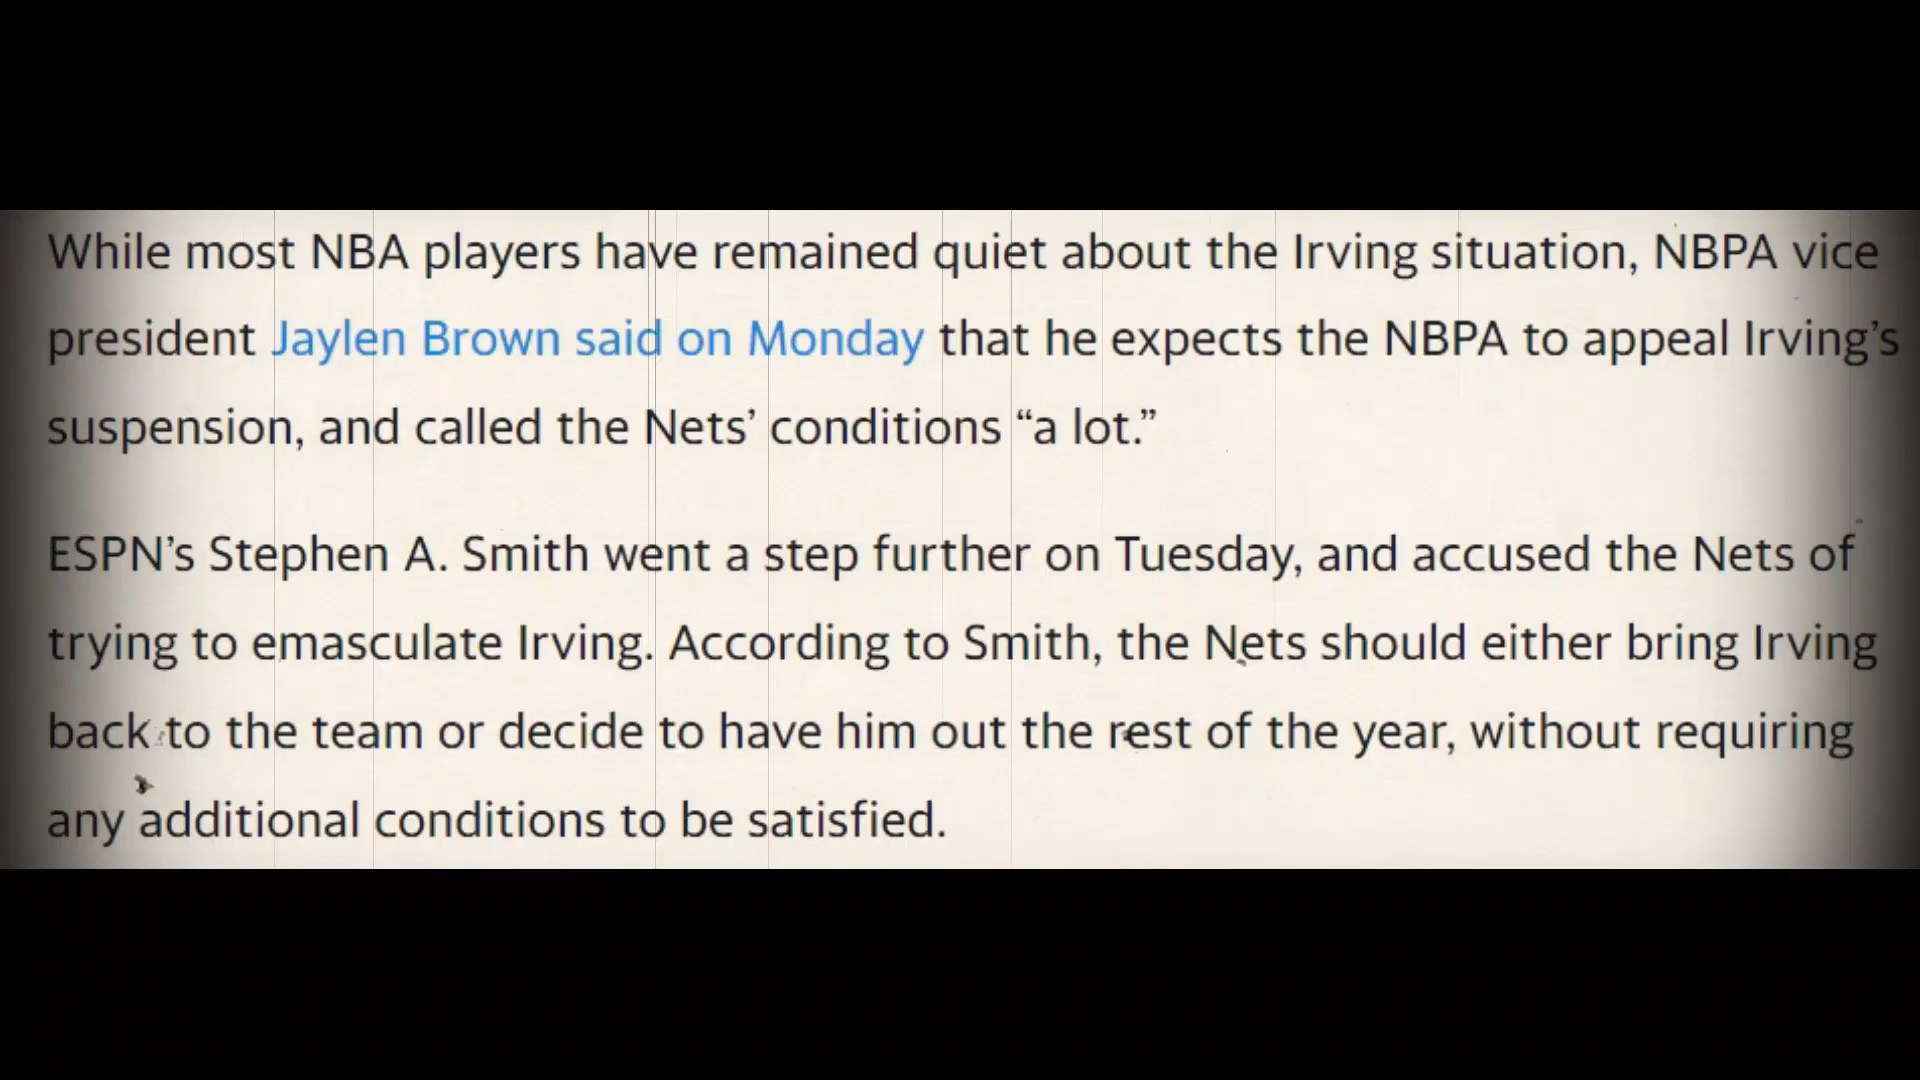 While most NBA players have remained quiet about the Irving situation, NBPA vice
president Jaylen Brown said on Monday that he expects the NBPA to appeal Irving’s
suspension, and called the Nets’ conditions “a lot.”
ESPN’s Stephen A. Smith went a step further on Tuesday, and accused the Nets of
trying to emasculate Irving. According to Smith, the Nets should either bring Irving
back to the team or decide to have him out the rest of the year, without requiring
any additional conditions to be satisfied.